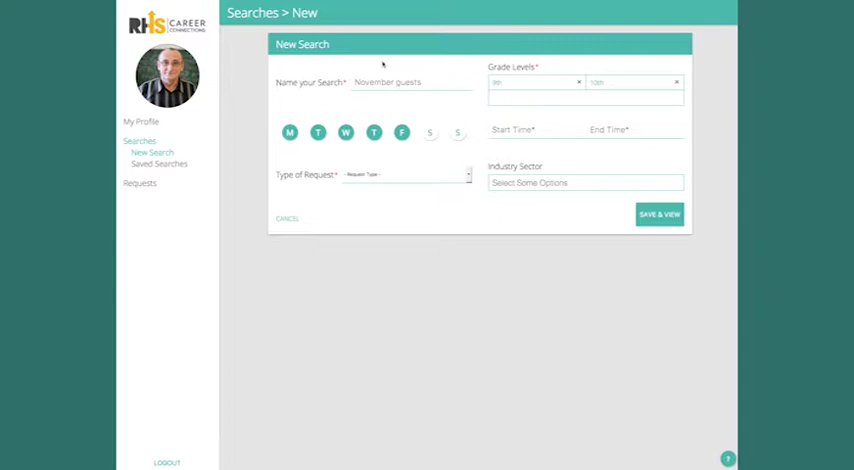 RHS CAREER CONNECTIONS
My Profile
Searches
New Search
Saved Searches
Requests
LOGOUT
Searches > New
New Search
Name your Search* November guests
Grade Levels*
9th × 10th ×
M T W T F S S
Start Time* End Time*
Type of Request* - Request Type -
Industry Sector
Select Some Options
CANCEL
SAVE & VIEW
?